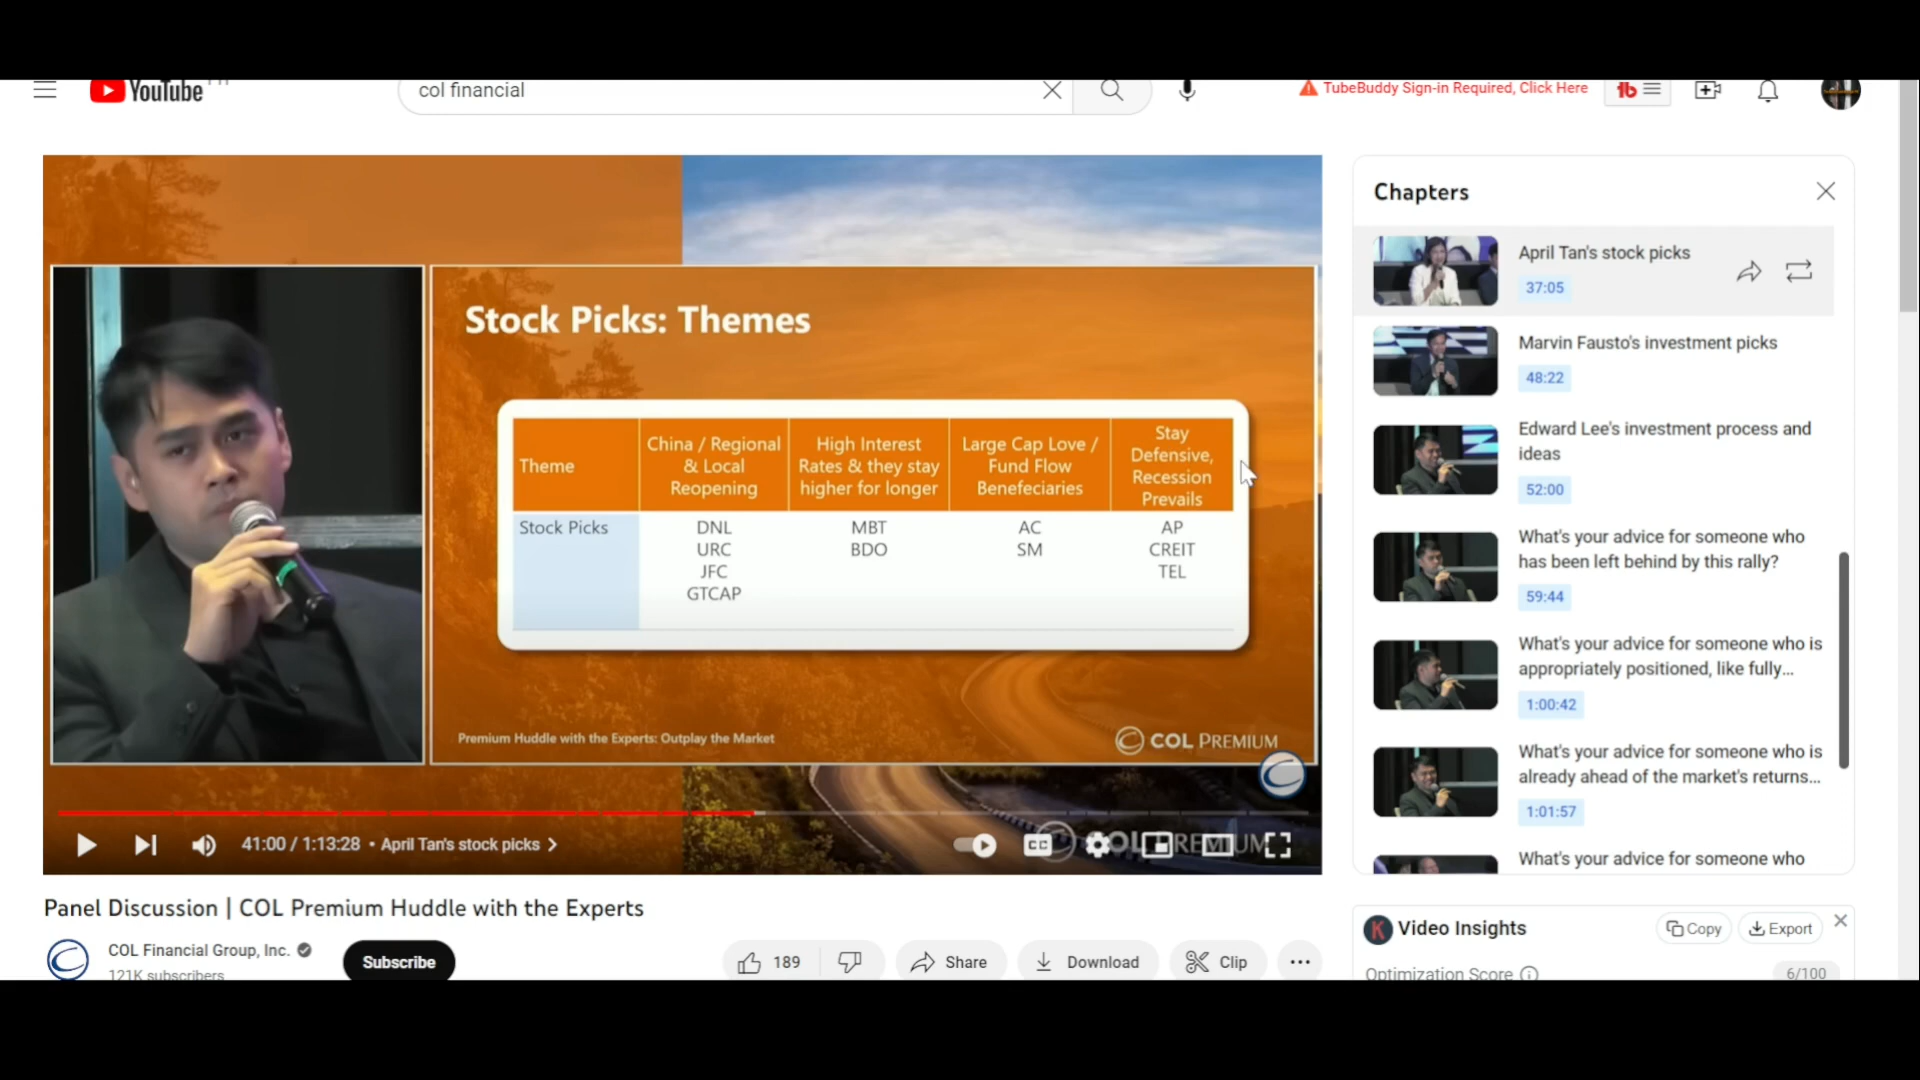 YouTube
col financial
TubeBuddy Sign-in Required, Click Here
Chapters
April Tan's stock picks
37:05
Marvin Fausto's investment picks
48:22
Edward Lee's investment process and
ideas
52:00
What's your advice for someone who
has been left behind by this rally?
59:44
What's your advice for someone who is
appropriately positioned, like fully...
1:00:42
What's your advice for someone who is
already ahead of the market's returns...
1:01:57
What's your advice for someone who
Stock Picks: Themes
Theme
China / Regional
& Local
Reopening
High Interest
Rates & they stay
higher for longer
Large Cap Love /
Fund Flow
Benefeciaries
Stay
Defensive,
Recession
Prevails
Stock Picks
DNL
URC
JFC
GTCAP
MBT
BDO
AC
SM
AP
CREIT
TEL
Premium Huddle with the Experts: Outplay the Market
COL PREMIUM
41:00 / 1:13:28 • April Tan's stock picks
CC
Panel Discussion | COL Premium Huddle with the Experts
COL Financial Group, Inc.
121K subscribers
Subscribe
189
Share
Download
Clip
Video Insights
Copy
Export
Optimization Score
6/100